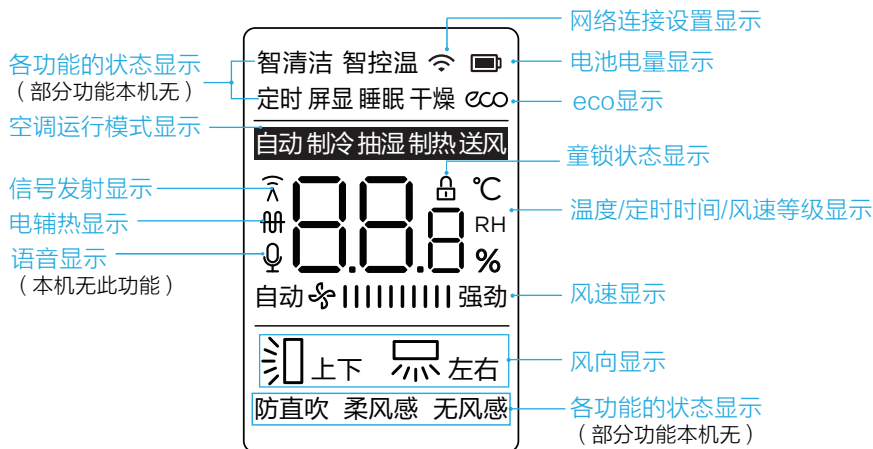 网络连接设置显示
各功能的状态显示
（部分功能本机无）
智清洁 智控温
电池电量显示
定时 屏显 睡眠 干燥 eco
eco显示
空调运行模式显示
自动 制冷 抽湿 制热 送风
童锁状态显示
信号发射显示
88.8 ℃
电辅热显示
RH
温度/定时时间/风速等级显示
语音显示
（本机无此功能）
%
自动 强劲
风速显示
上下 左右
风向显示
防直吹 柔风感 无风感
各功能的状态显示
（部分功能本机无）